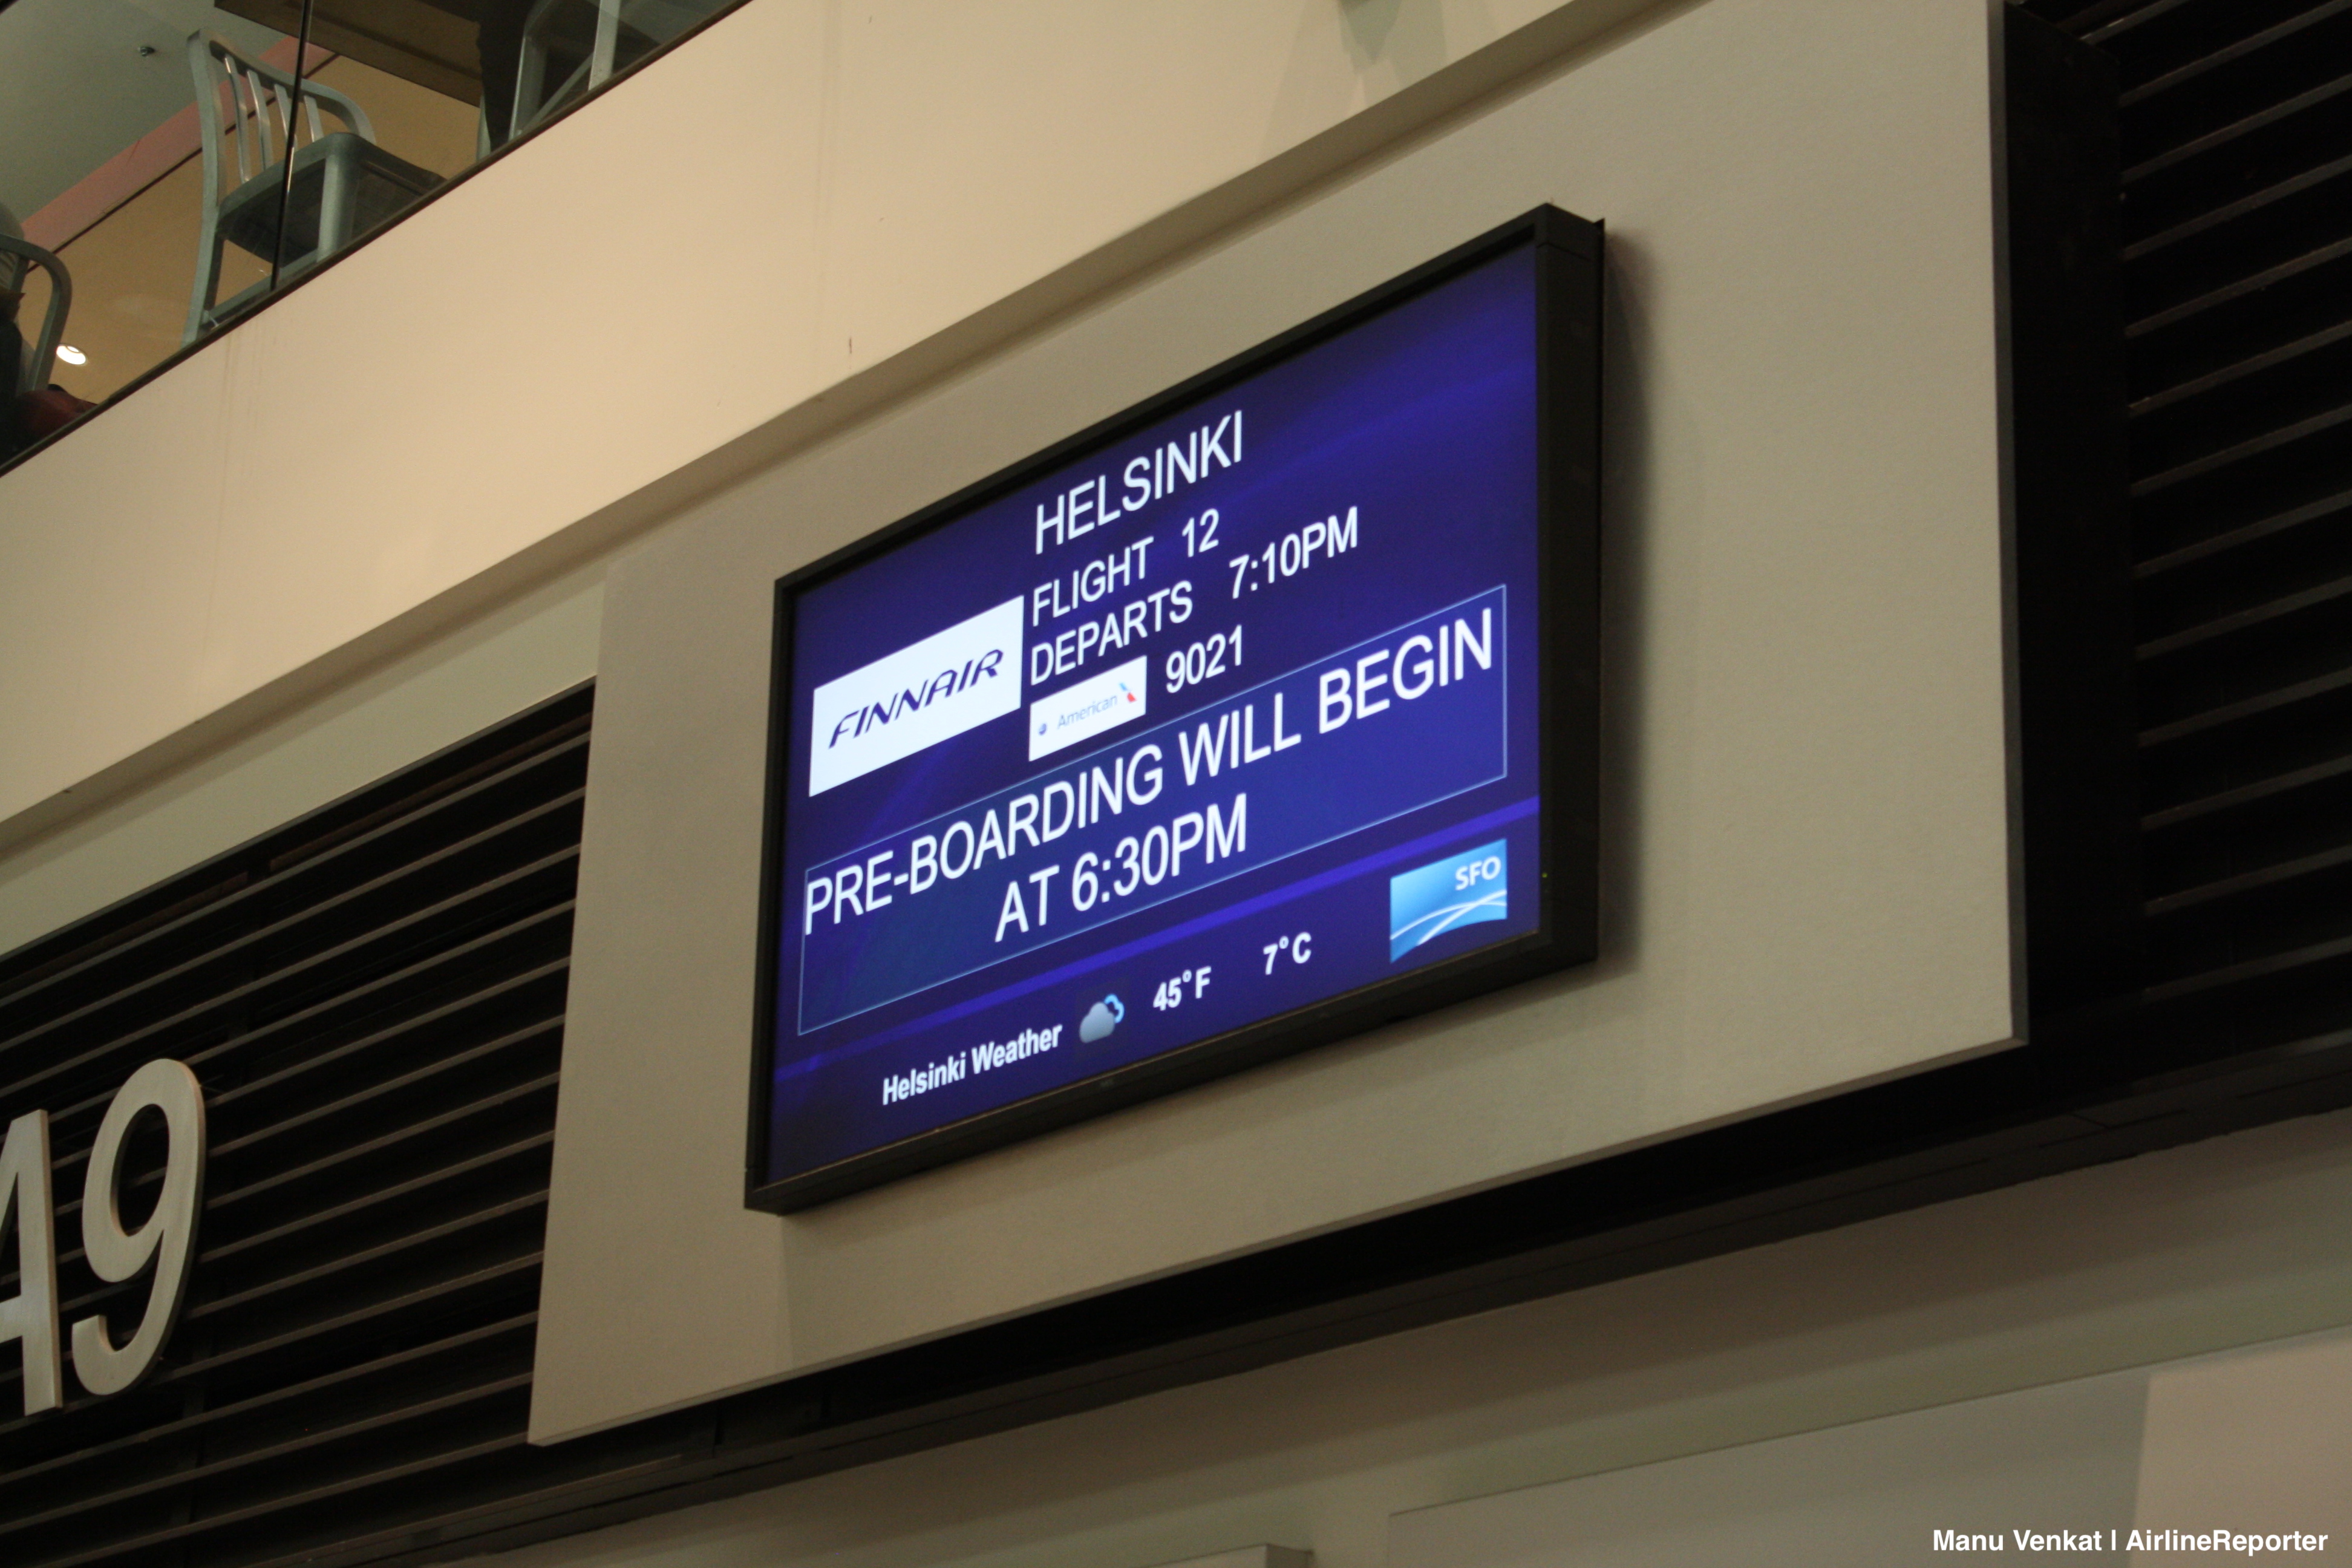 HELSINKI
FLIGHT 12
DEPARTS 7:10PM
FINNAIR
American 9021
PRE-BOARDING WILL BEGIN
AT 6:30PM
Helsinki Weather 45°F 7°C
SFO
A9
Manu Venkat | AirlineReporter